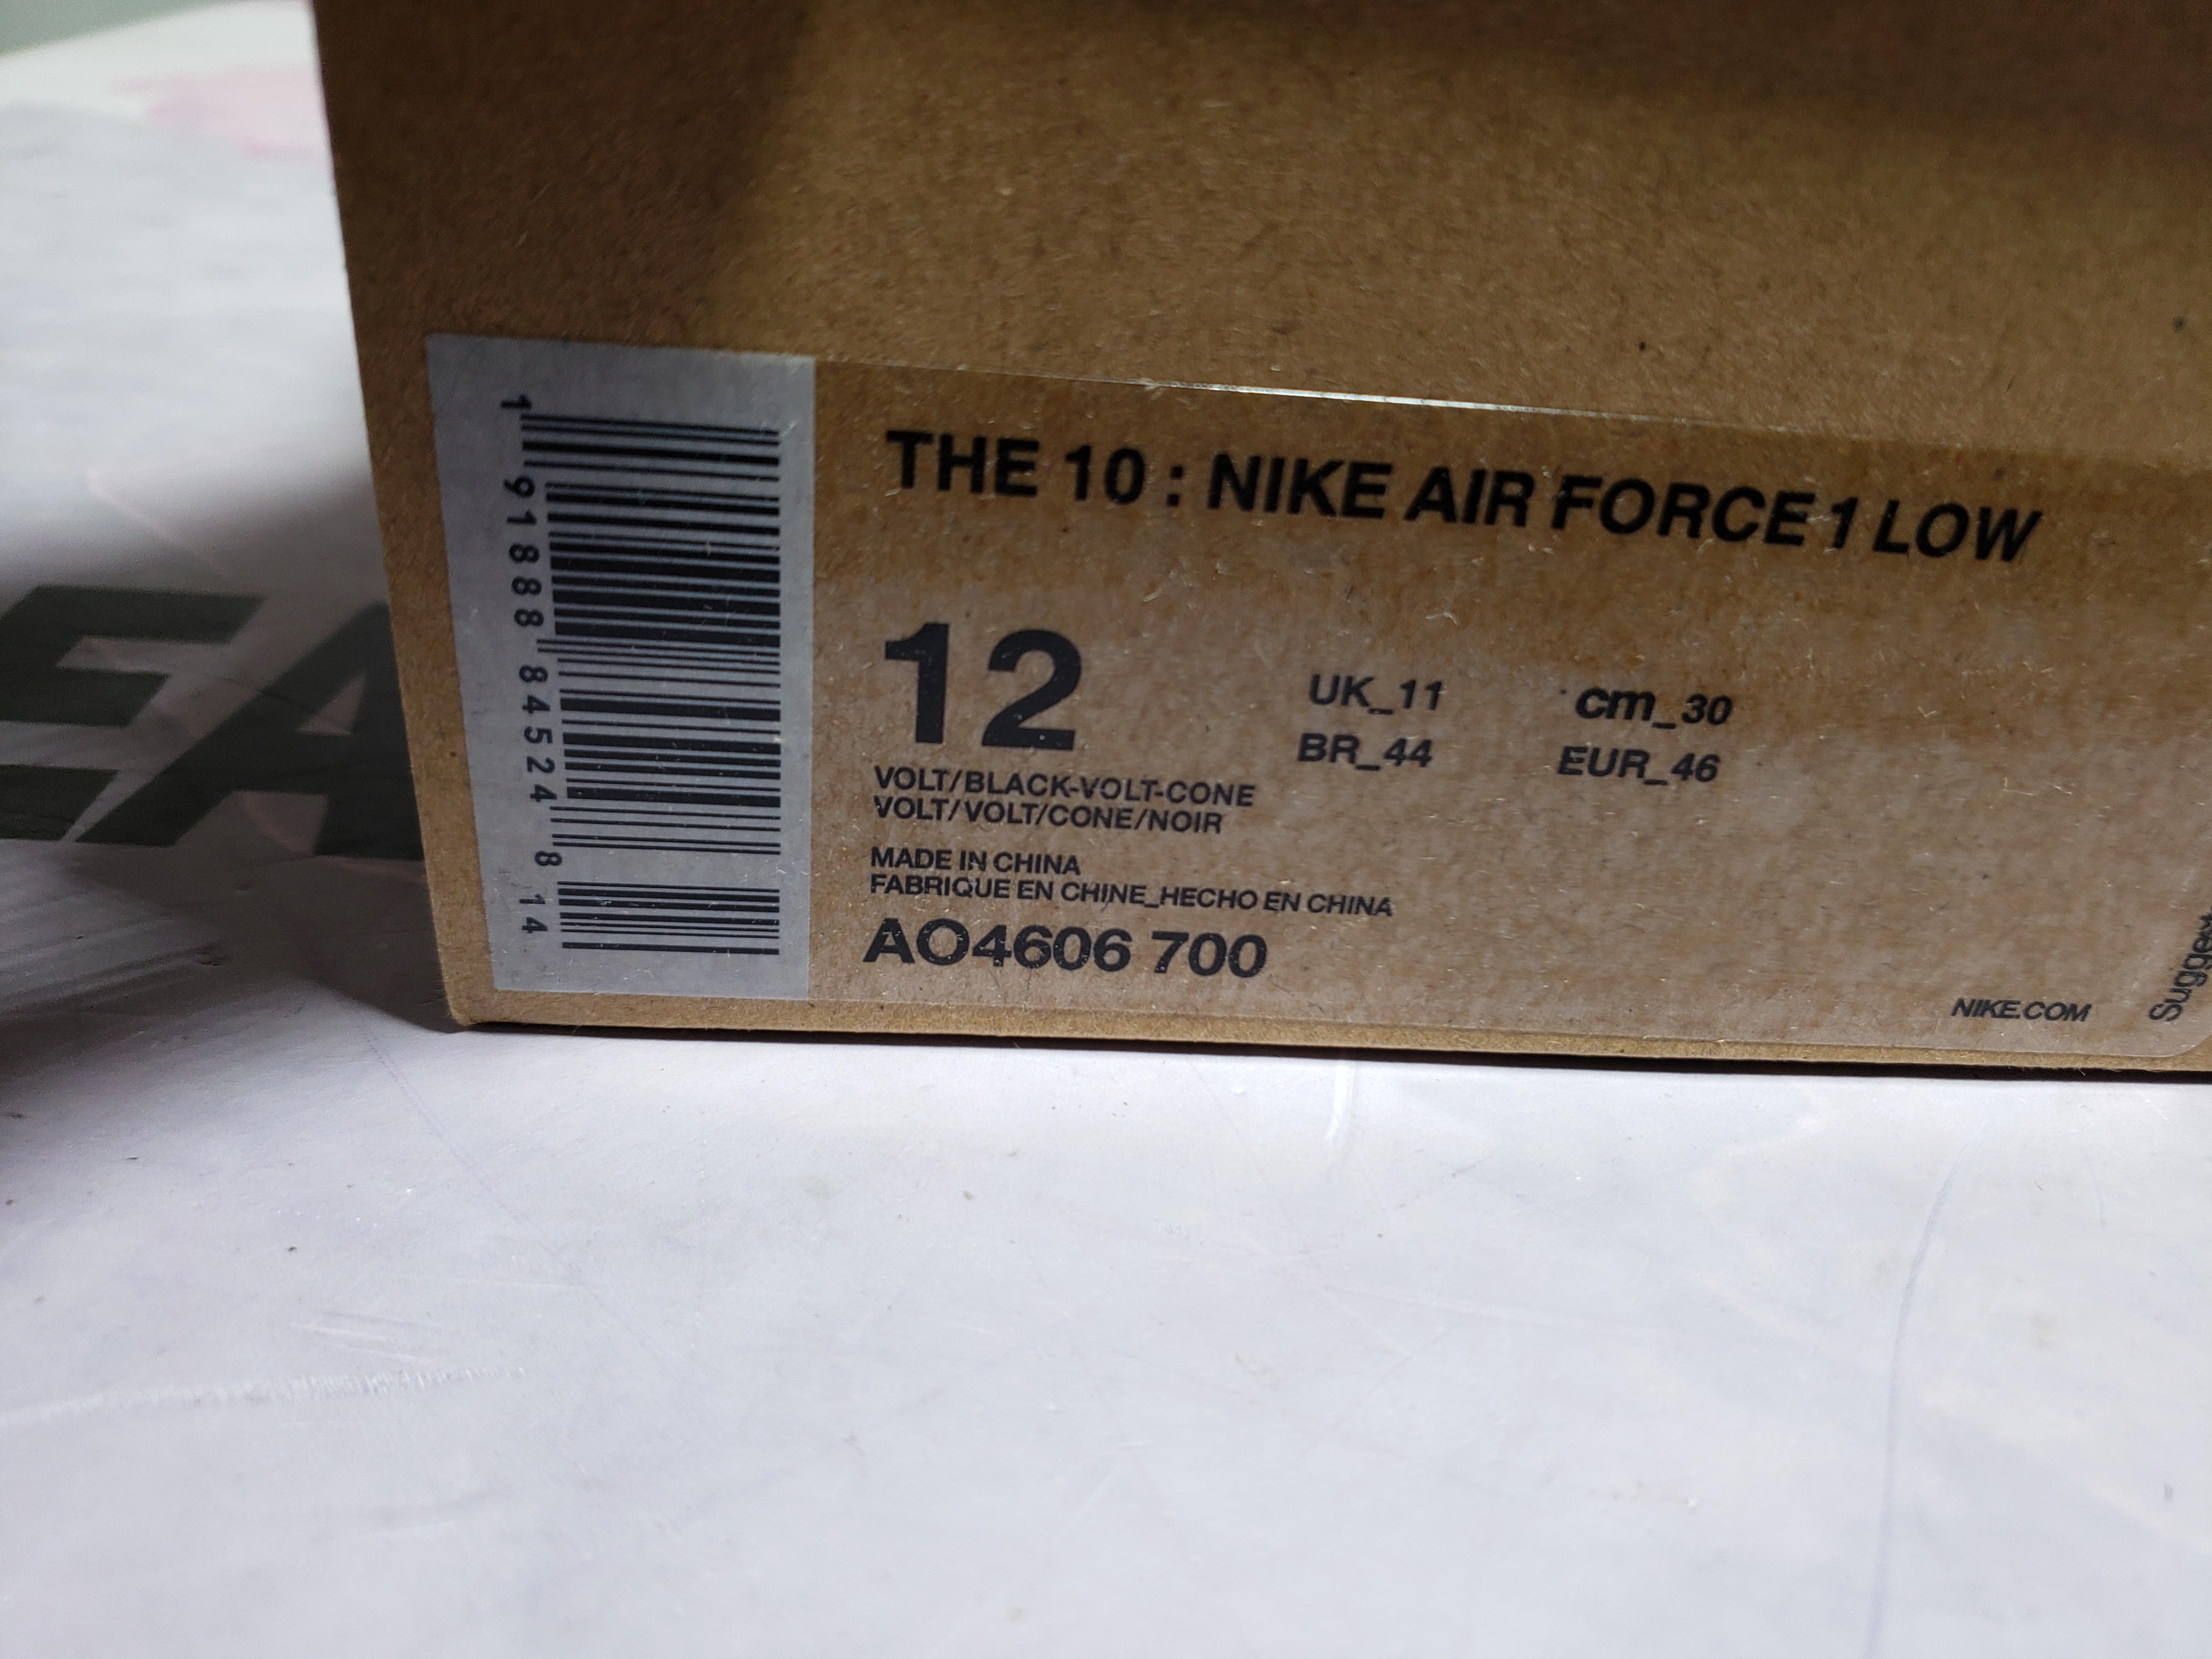 THE 10 : NIKE AIR FORCE 1 LOW
12
UK_11 cm_30
BR_44 EUR_46
VOLT/BLACK-VOLT-CONE
VOLT/VOLT/CONE/NOIR
MADE IN CHINA
FABRIQUE EN CHINE_HECHO EN CHINA
AO4606 700
NIKE.COM
1 91888 84524 8 14
EA